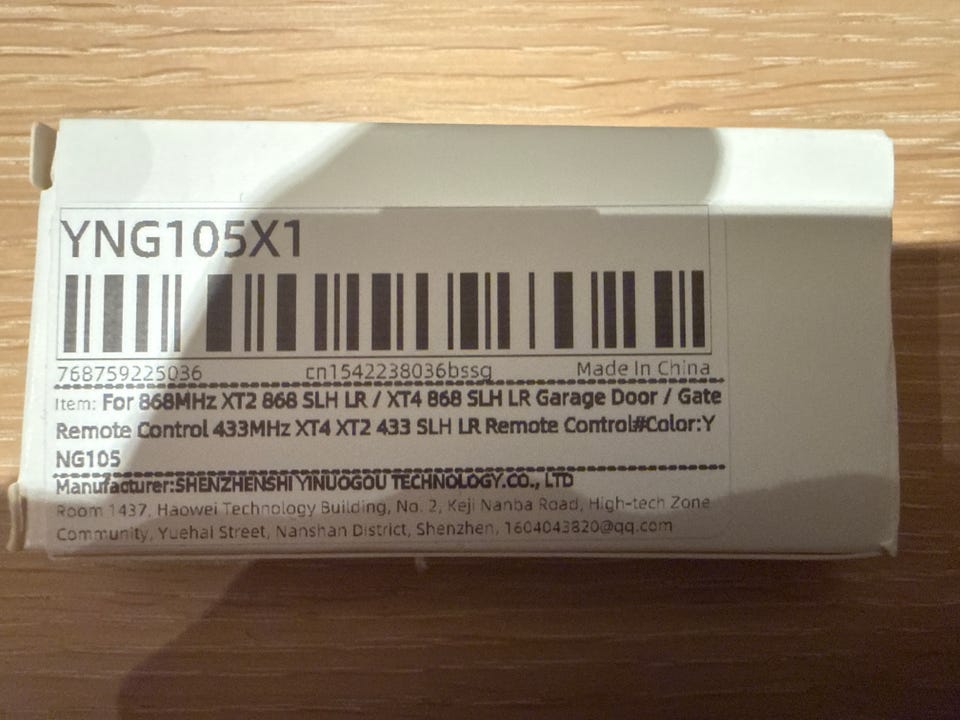 YNG105X1
768759225036 cn1542238036bssg Made In China
Item: For 868MHz XT2 868 SLH LR / XT4 868 SLH LR Garage Door / Gate
Remote Control 433MHz XT4 XT2 433 SLH LR Remote Control#Color:Y
NG105
Manufacturer:SHENZHENSHI YINUOGOU TECHNOLOGY.CO., LTD
Room 1437, Haowei Technology Building, No. 2, Keji Nanba Road, High-tech Zone
Community, Yuehai Street, Nanshan District, Shenzhen, 1604043820@qq.com